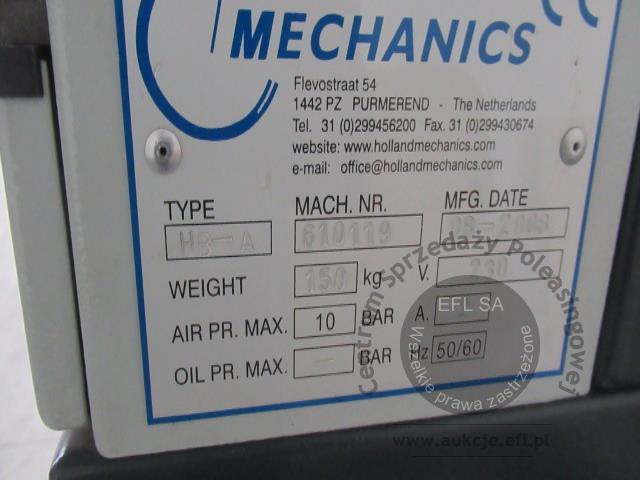 MECHANICS
Flevostraat 54
1442 PZ PURMEREND - The Netherlands
Tel. 31 (0)299456200 Fax. 31 (0)299430674
website: www.hollandmechanics.com
e-mail: office@hollandmechanics.com
TYPE MACH. NR. MFG. DATE
HB-A 610119 08-2008
WEIGHT 150 kg V. 230
AIR PR. MAX. 10 BAR A.
OIL PR. MAX. - BAR Hz 50/60
Centrum Sprzedaży Poleasingowej
EFL SA
Wszelkie prawa zastrzeżone
www.aukcje.efl.pl